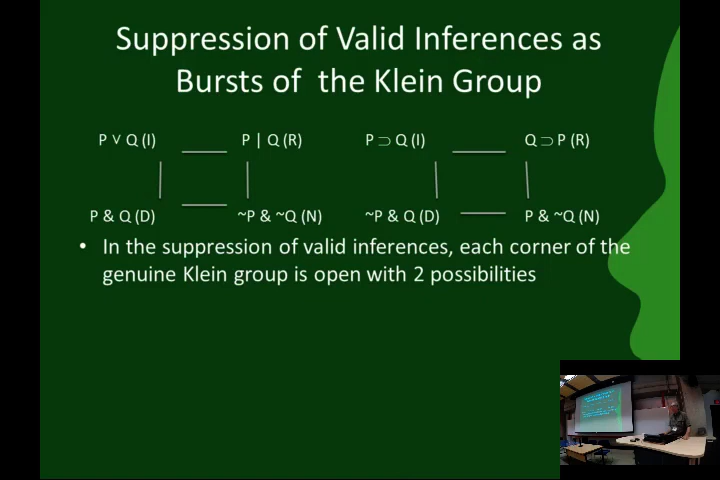 Suppression of Valid Inferences as
Bursts of the Klein Group
P ∨ Q (I) P | Q (R) P ⊃ Q (I) Q ⊃ P (R)
P & Q (D) ~P & ~Q (N) ~P & Q (D) P & ~Q (N)
• In the suppression of valid inferences, each corner of the
genuine Klein group is open with 2 possibilities